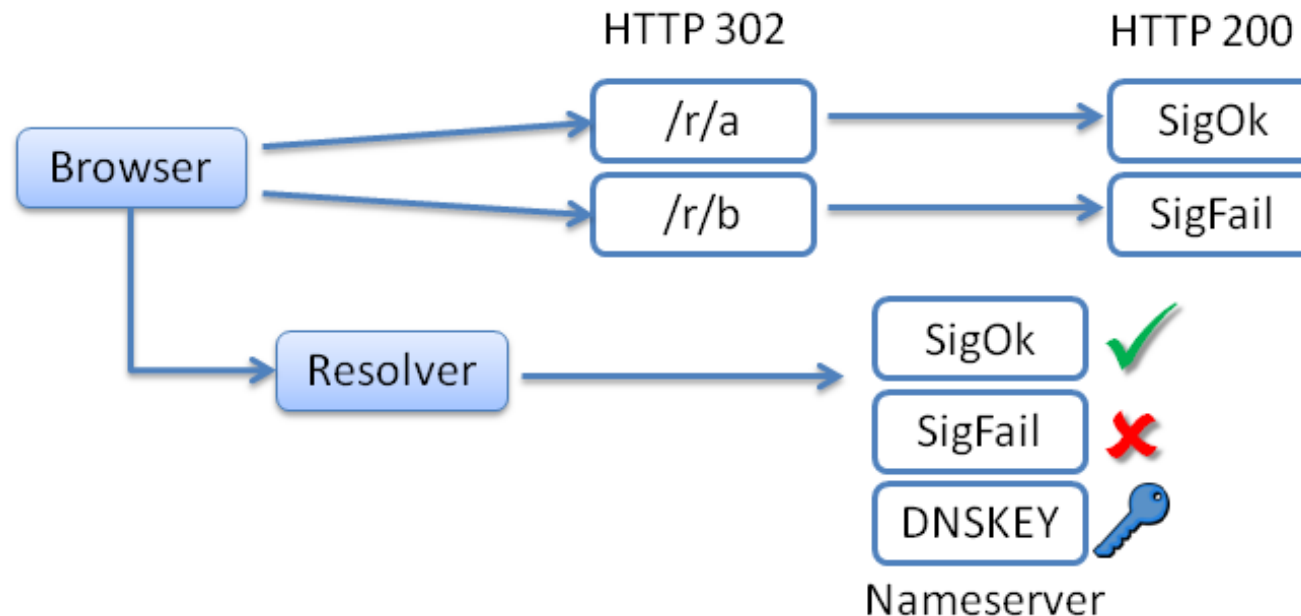 HTTP 302
HTTP 200
Browser
/r/a
SigOk
/r/b
SigFail
Resolver
SigOk
SigFail
DNSKEY
Nameserver